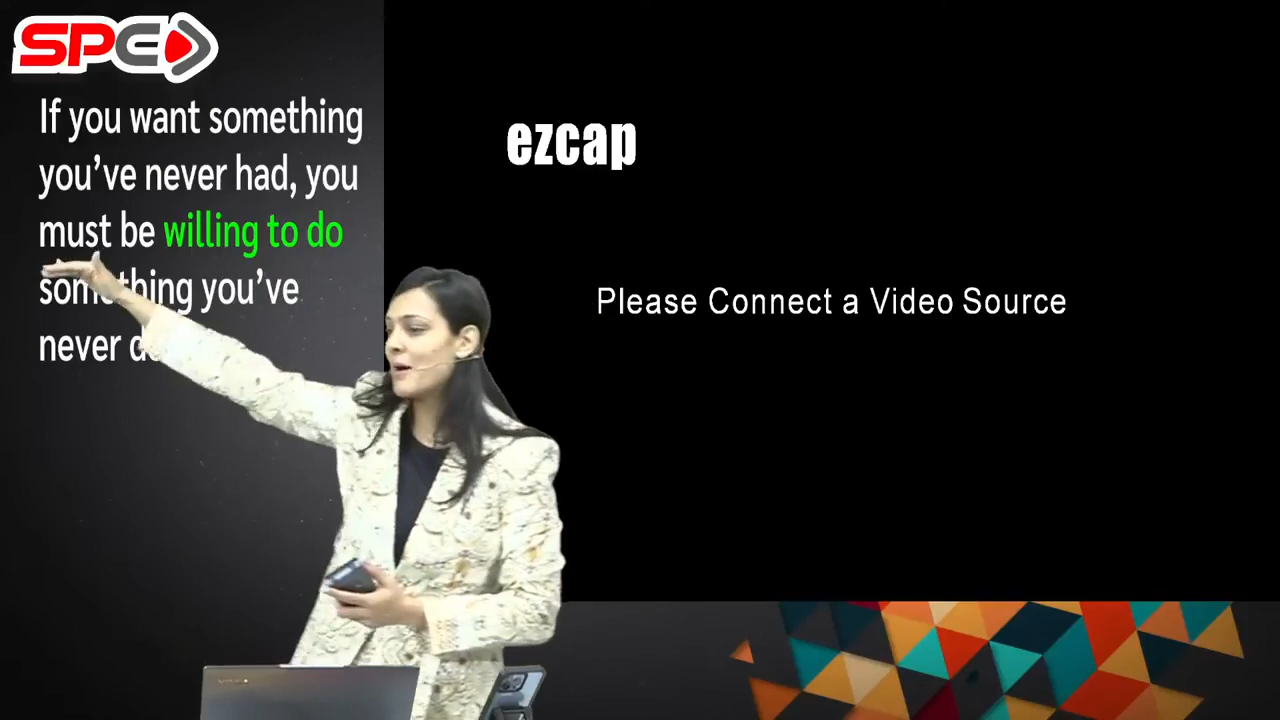 SPE
If you want something
you've never had, you
must be willing to do
something you've
never d
ezcap
Please Connect a Video Source